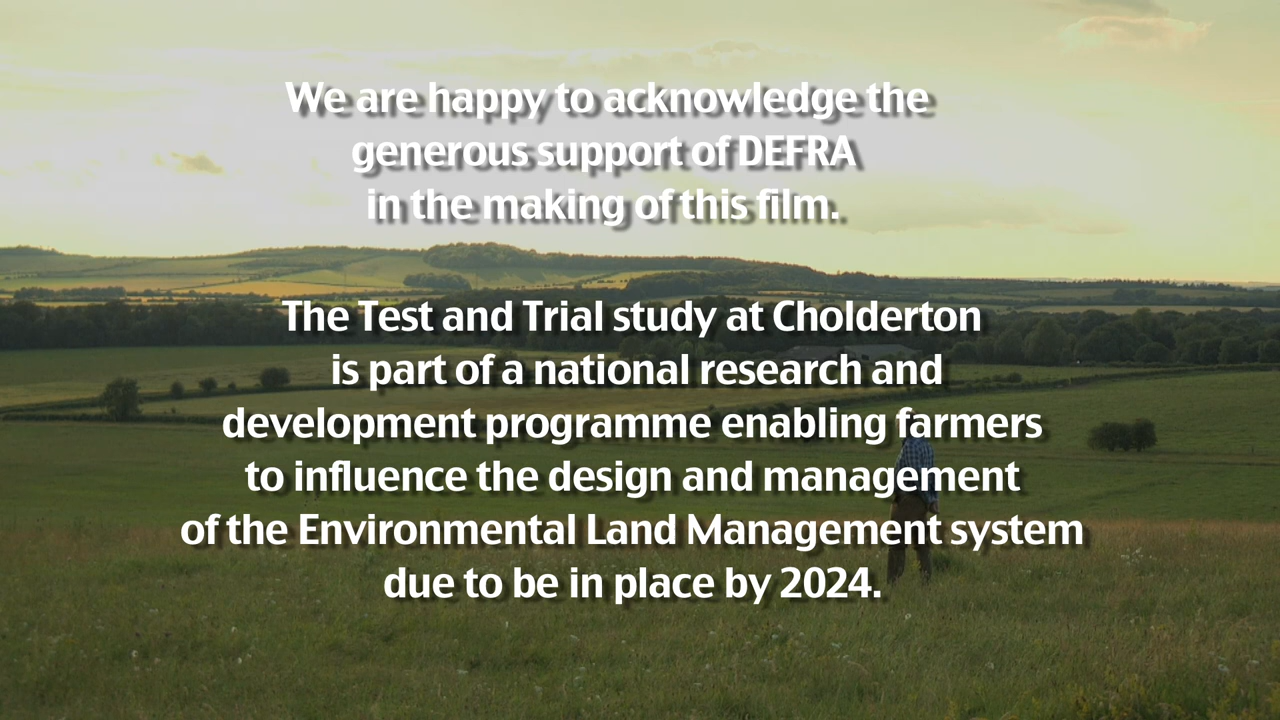 We are happy to acknowledge the
generous support of DEFRA
in the making of this film.
The Test and Trial study at Cholderton
is part of a national research and
development programme enabling farmers
to influence the design and management
of the Environmental Land Management system
due to be in place by 2024.